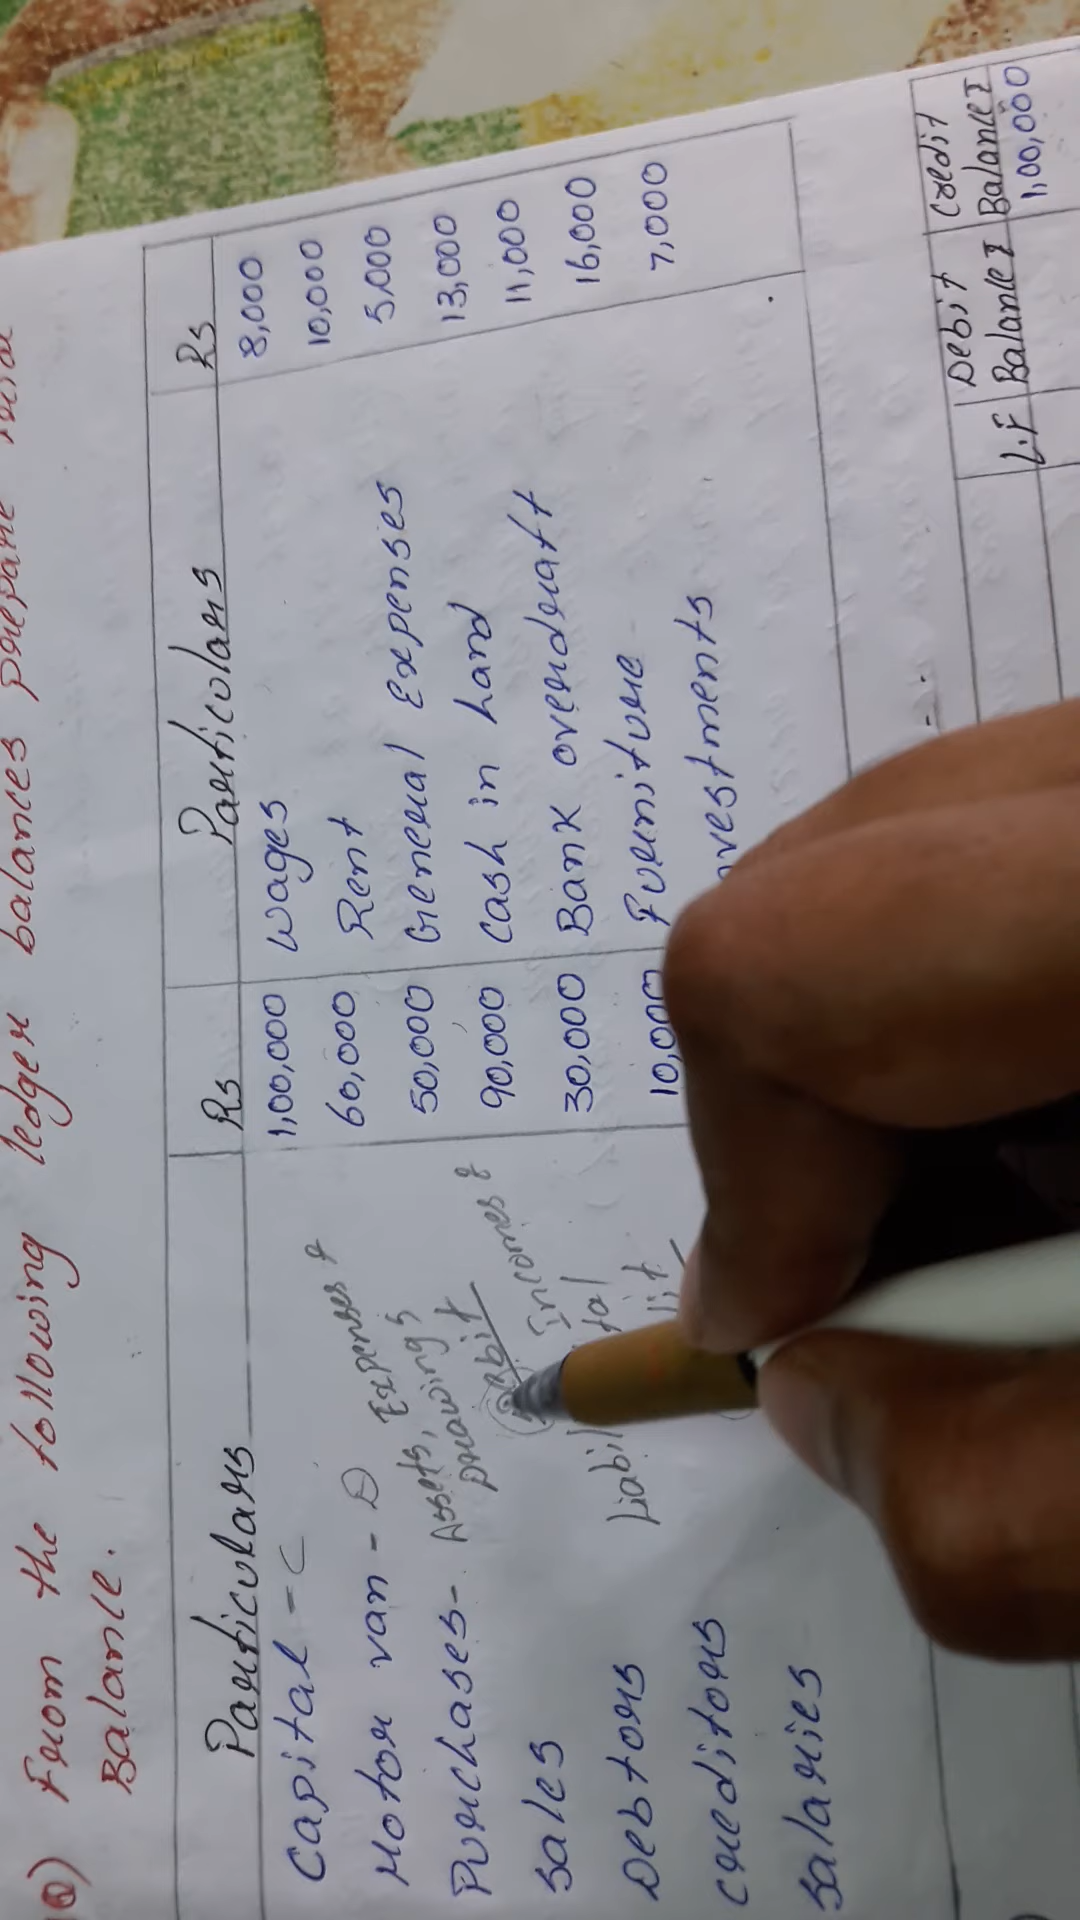 Q) From the following ledger balances prepare
Balance.
Particulars Rs Particulars Rs
Capital - C 1,00,000 Wages 8,000
Motor van - D 60,000 Rent 10,000
Purchases - 50,000 General Expenses 5,000
Sales 90,000 Cash in hand 13,000
Debtors 30,000 Bank overdraft 11,000
Creditors 10,000 Furniture 16,000
Salaries 7,000
Assets, Expenses &
Drawings
Incomes &
L.F Debit Balance ₹ Credit Balance ₹
1,00,000